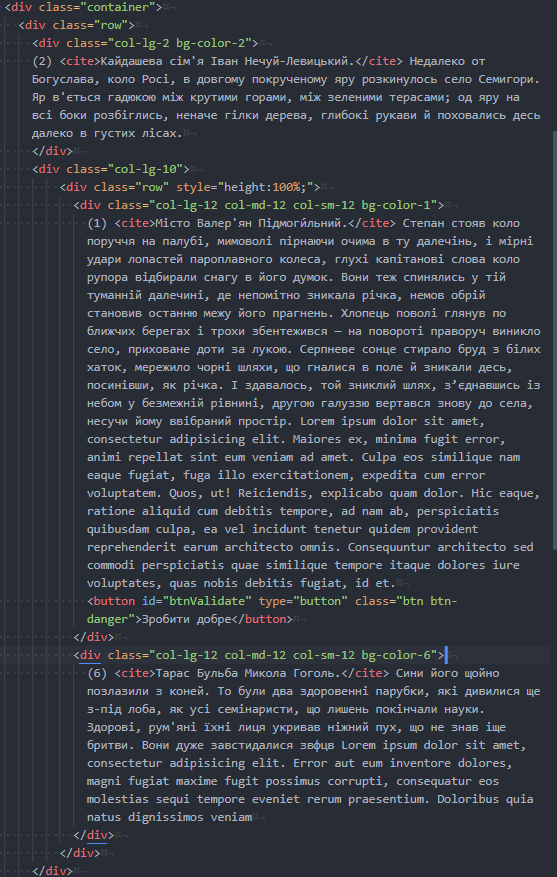 <div class="container">
<div class="row">
<div class="col-lg-2 bg-color-2">
(2) <cite>Кайдашева сім'я Іван Нечуй-Левицький.</cite> Недалеко от
Богуслава, коло Росі, в довгому покрученому яру розкинулось село Семигори.
Яр в'ється гадюкою між крутими горами, між зеленими терасами; од яру на
всі боки розбіглись, неначе гілки дерева, глибокі рукави й поховались десь
далеко в густих лісах.
</div>
<div class="col-lg-10">
<div class="row" style="height:100%;">
<div class="col-lg-12 col-md-12 col-sm-12 bg-color-1">
(1) <cite>Місто Валер'ян Підмоги́льний.</cite> Степан стояв коло
поруччя на палубі, мимоволі пірнаючи очима в ту далечінь, і мірні
удари лопастей пароплавного колеса, глухі капітанові слова коло
рупора відбирали снагу в його думок. Вони теж спинялись у тій
туманній далечині, де непомітно зникала річка, немов обрій
становив останню межу його прагнень. Хлопець поволі глянув по
ближчих берегах і трохи збентежився — на повороті праворуч виникло
село, приховане доти за лукою. Серпневе сонце стирало бруд з білих
хаток, мережило чорні шляхи, що гналися в поле й зникали десь,
посинівши, як річка. І здавалось, той зниклий шлях, з’єднавшись із
небом у безмежній рівнині, другою галуззю вертався знову до села,
несучи йому ввібраний простір. Lorem ipsum dolor sit amet,
consectetur adipisicing elit. Maiores ex, minima fugit error,
animi repellat sint eum veniam ad amet. Culpa eos similique nam
eaque fugiat, fuga illo exercitationem, expedita cum error
voluptatem. Quos, ut! Reiciendis, explicabo quam dolor. Hic eaque,
ratione aliquid cum debitis tempore, ad nam ab, perspiciatis
quibusdam culpa, ea vel incidunt tenetur quidem provident
reprehenderit earum architecto omnis. Consequuntur architecto sed
commodi perspiciatis quae similique tempore itaque dolores iure
voluptates, quas nobis debitis fugiat, id et.
<button id="btnValidate" type="button" class="btn btn-
danger">Зробити добре</button>
</div>
<div class="col-lg-12 col-md-12 col-sm-12 bg-color-6">
(6) <cite>Тарас Бульба Микола Гоголь.</cite> Сини його щойно
позлазили з коней. То були два здоровенні парубки, які дивилися ще
з-під лоба, як усі семінаристи, що лишень покінчали науки.
Здорові, рум'яні їхні лиця укривав ніжний пух, що не знав іще
бритви. Вони дуже завстидалися звфцв Lorem ipsum dolor sit amet,
consectetur adipisicing elit. Error aut eum inventore dolores,
magni fugiat maxime fugit possimus corrupti, consequatur eos
molestias sequi tempore eveniet rerum praesentium. Doloribus quia
natus dignissimos veniam
</div>
</div>
</div>